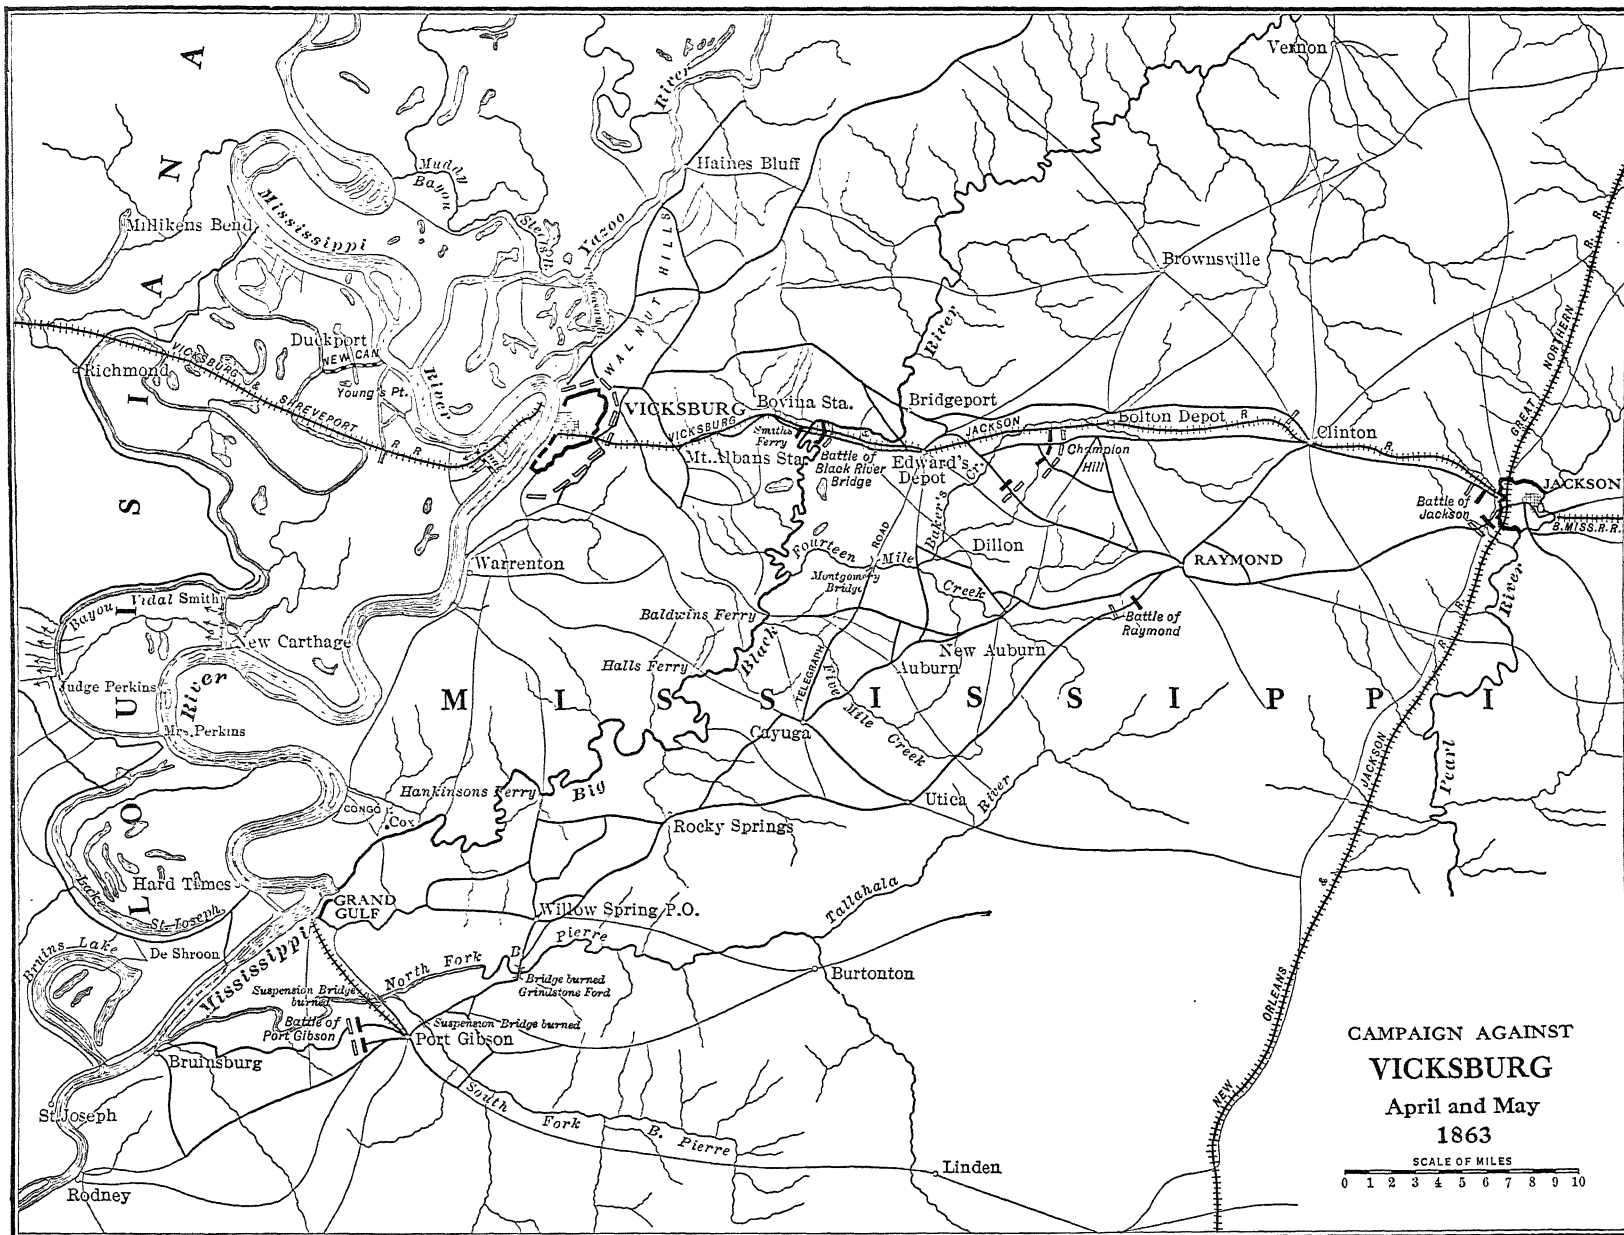 Vernon
River
Haines Bluff
Muddy
Bayou
Mississippi
Millikens Bend
Steele's B.
Yazoo
WALNUT HILLS
Brownsville
River
GREAT NORTHERN R. R.
Duckport
NEW CAN.
Richmond
VICKSBURG & SHREVEPORT R
Young's Pt.
River
VICKSBURG
Bovina Sta.
Bridgeport
Bolton Depot
Clinton
VICKSBURG
JACKSON
R
R.
Smiths
Ferry
Mt. Albans Sta.
Battle of
Black River
Bridge
Edward's
Depot
Champion
Hill
JACKSON
Battle of
Jackson
B. MISS. R.R.
Baker's Cr.
Fourteen Mile Creek
ROAD
Dillon
RAYMOND
Montgomery
Bridge
Warrenton
Bayou Vidal
Smith
New Carthage
Baldwins Ferry
Battle of
Raymond
River
Halls Ferry
Black
New Auburn
Auburn
TELEGRAPH
Five Mile Creek
Judge Perkins
River
Mrs. Perkins
LOUISIANA
MISSISSIPPI
Cayuga
Hankinsons Ferry
Big
CONGO
Cox
Utica
River
Rocky Springs
JACKSON
R.
R
Pearl
Hard Times
Lake St. Joseph
GRAND
GULF
Tallahala
Willow Spring P.O.
Bruins Lake
De Shroon
Mississippi
North Fork
B. Pierre
Bridge burned
Grindstone Ford
Burtonton
Suspension Bridge
burned
Suspension Bridge burned
Battle of
Port Gibson
Port Gibson
Bruinsburg
NEW ORLEANS &
St. Joseph
South Fork B. Pierre
Linden
Rodney
CAMPAIGN AGAINST
VICKSBURG
April and May
1863
SCALE OF MILES
0 1 2 3 4 5 6 7 8 9 10